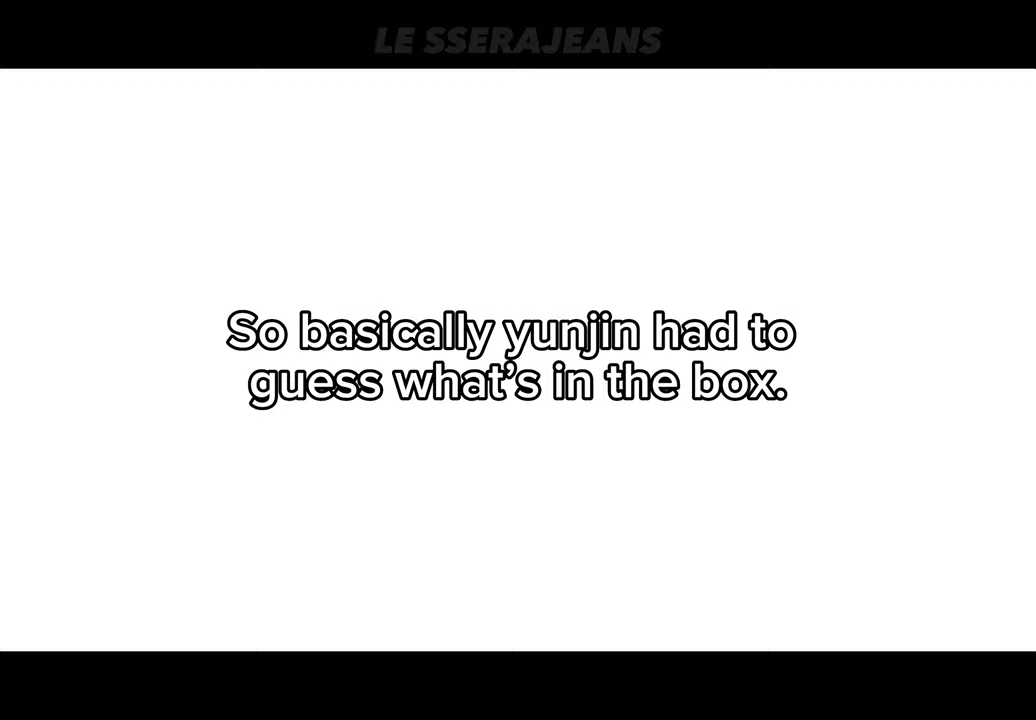 LE SSERAJEANS
So basically yunjin had to
guess what’s in the box.